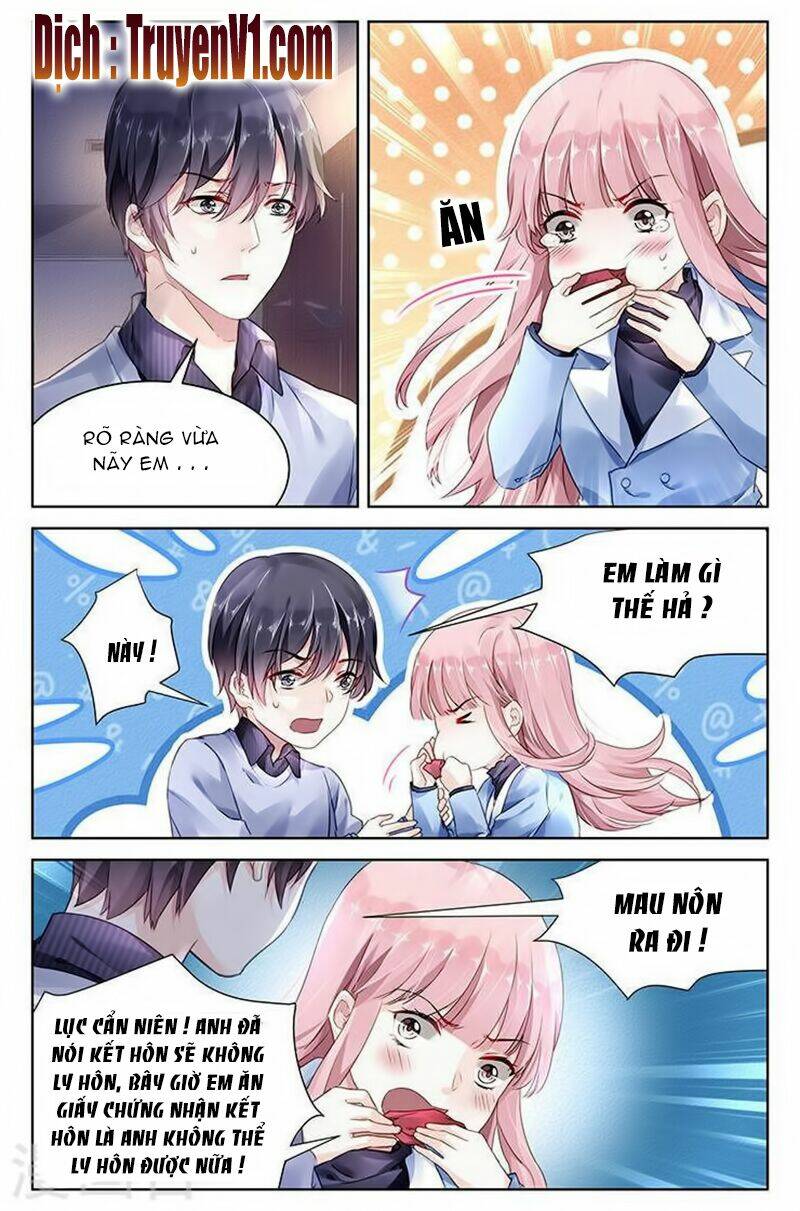 Dịch : TruyenV1.com
RÕ RÀNG VỪA
NÃY EM . . .
ĂN
NÀY !
EM LÀM GÌ
THẾ HẢ ?
MAU NÔN
RA ĐI !
LỤC CẨN NIÊN ! ANH ĐÃ
NÓI KẾT HÔN SẼ KHÔNG
LY HÔN, BÂY GIỜ EM ĂN
GIẤY CHỨNG NHẬN KẾT
HÔN LÀ ANH KHÔNG THỂ
LY HÔN ĐƯỢC NỮA !